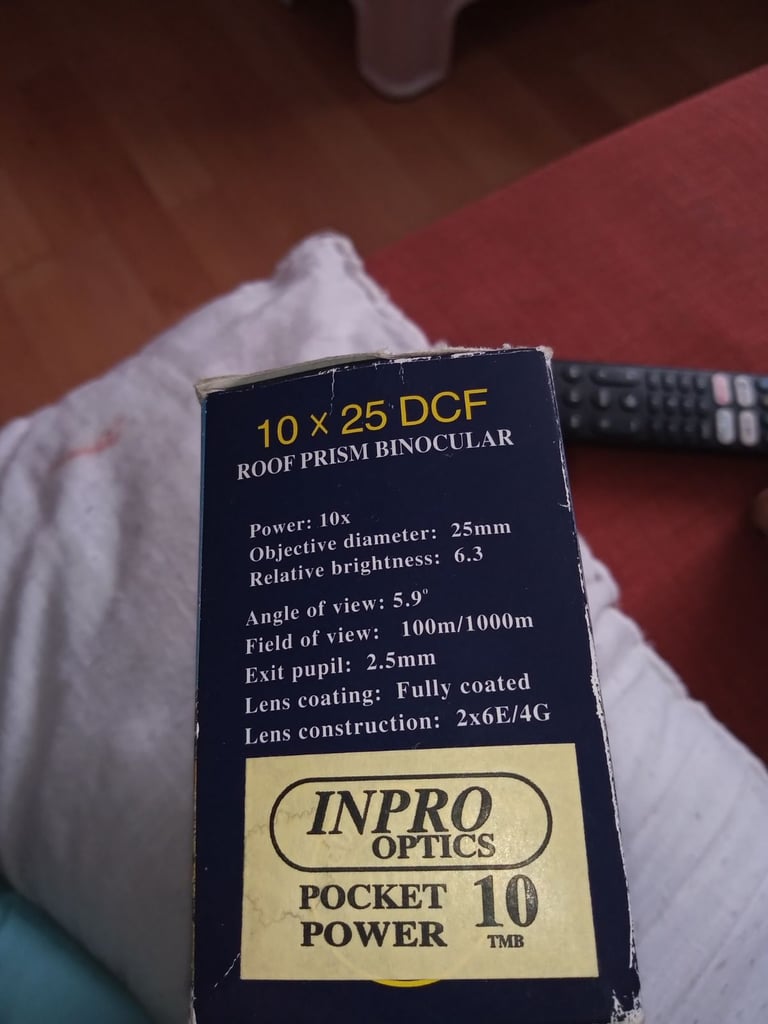 10 x 25 DCF
ROOF PRISM BINOCULAR
Power: 10x
Objective diameter: 25mm
Relative brightness: 6.3
Angle of view: 5.9°
Field of view: 100m/1000m
Exit pupil: 2.5mm
Lens coating: Fully coated
Lens construction: 2x6E/4G
INPRO
OPTICS
POCKET 10
POWER TMB